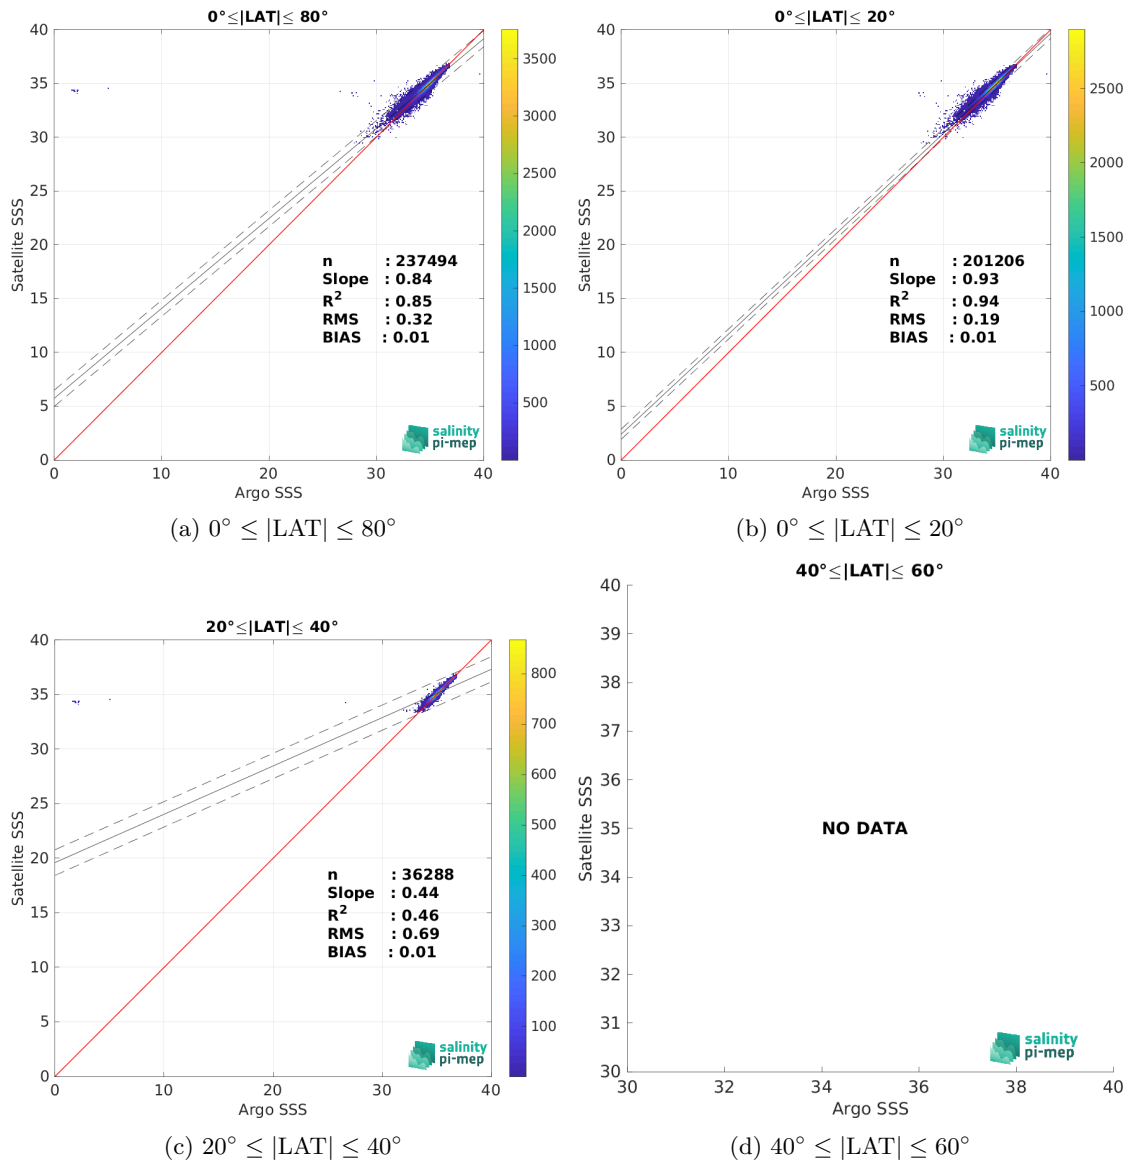 0°≤|LAT|≤ 80°
40
35
30
25
20
15
10
5
0
0
10
20
30
40
Satellite SSS
Argo SSS
n : 237494
Slope : 0.84
R² : 0.85
RMS : 0.32
BIAS : 0.01
salinity
pi-mep
3500
3000
2500
2000
1500
1000
500
(a) 0° ≤ |LAT| ≤ 80°
0°≤|LAT|≤ 20°
40
35
30
25
20
15
10
5
0
0
10
20
30
40
Satellite SSS
Argo SSS
n : 201206
Slope : 0.93
R² : 0.94
RMS : 0.19
BIAS : 0.01
salinity
pi-mep
2500
2000
1500
1000
500
(b) 0° ≤ |LAT| ≤ 20°
20°≤|LAT|≤ 40°
40
35
30
25
20
15
10
5
0
0
10
20
30
40
Satellite SSS
Argo SSS
n : 36288
Slope : 0.44
R² : 0.46
RMS : 0.69
BIAS : 0.01
salinity
pi-mep
800
700
600
500
400
300
200
100
(c) 20° ≤ |LAT| ≤ 40°
40°≤|LAT|≤ 60°
40
39
38
37
36
35
34
33
32
31
30
30
32
34
36
38
40
Satellite SSS
Argo SSS
NO DATA
salinity
pi-mep
(d) 40° ≤ |LAT| ≤ 60°